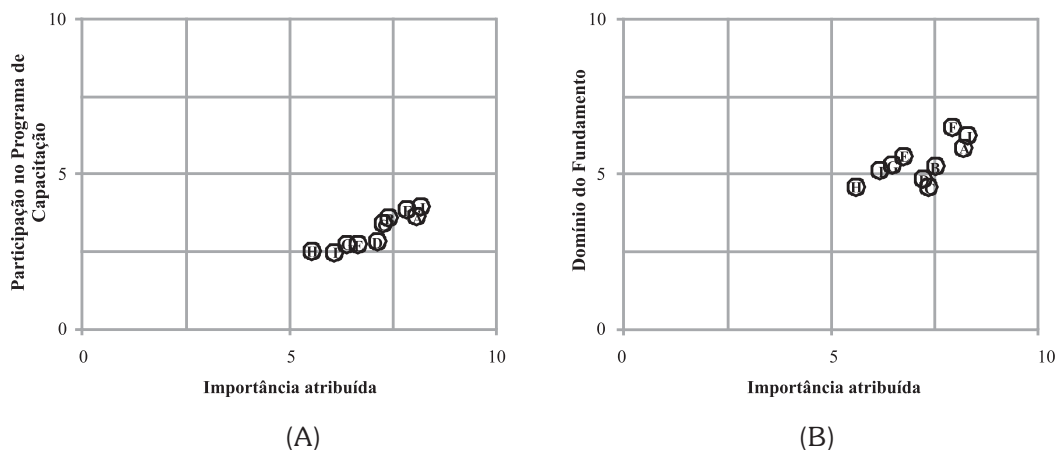 10
5
0
0
5
10
Participação no Programa de
Capacitação
Importância atribuída
H
D
A
(A)
10
5
0
0
5
10
Domínio do Fundamento
Importância atribuída
H
G
B
A
(B)